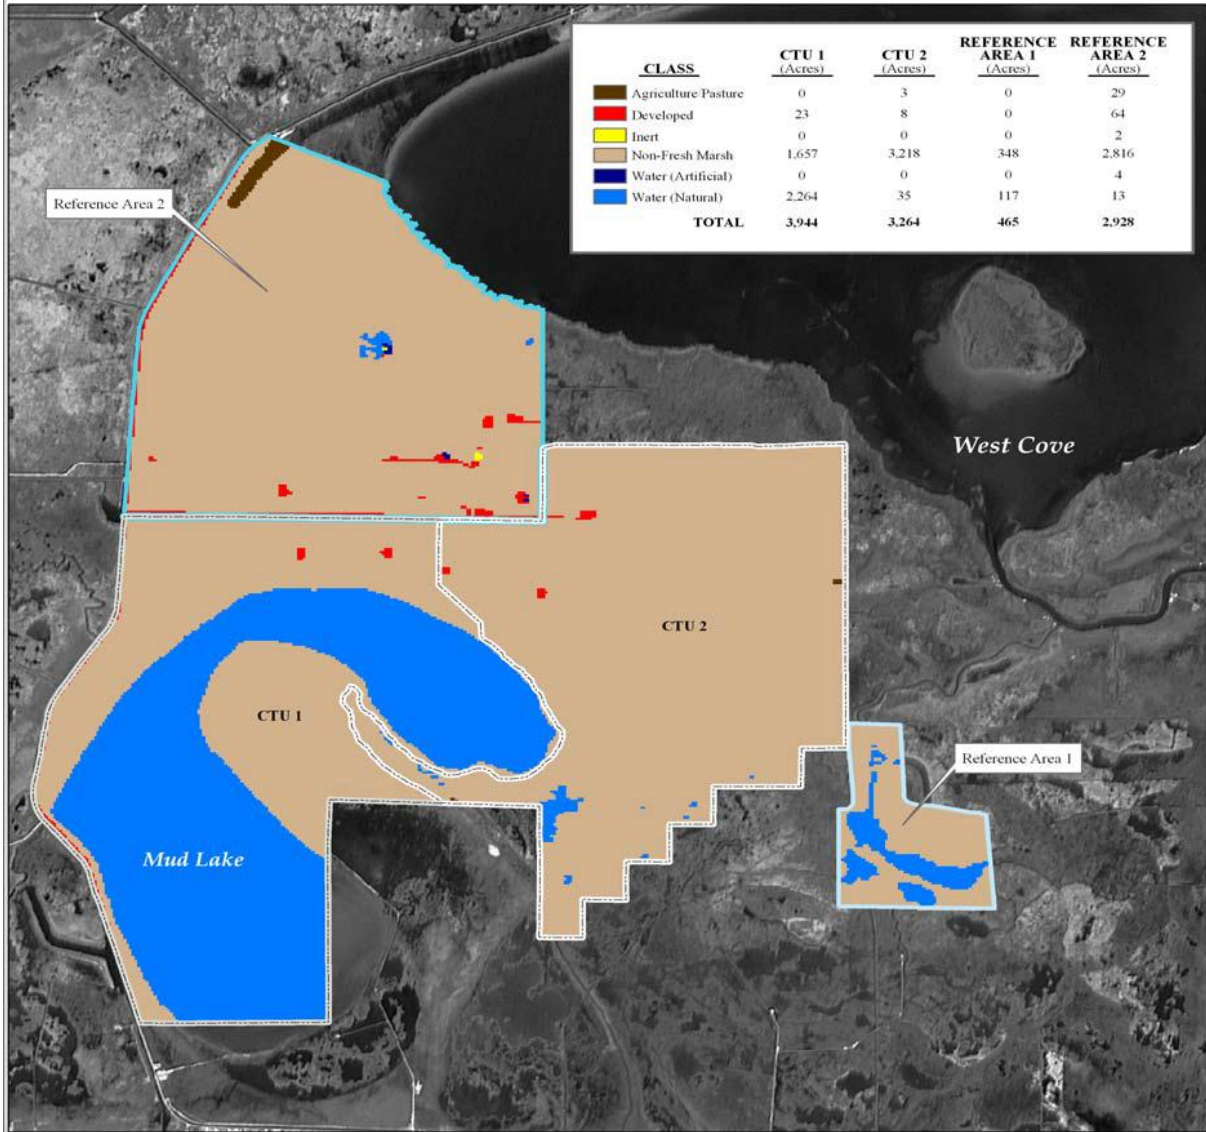 CLASS CTU 1 (Acres) CTU 2 (Acres) REFERENCE AREA 1 (Acres) REFERENCE AREA 2 (Acres)
Agriculture/Pasture 0 3 0 29
Developed 23 8 0 64
Inert 0 0 0 2
Non-Fresh Marsh 1,657 3,218 348 2,816
Water (Artificial) 0 0 0 4
Water (Natural) 2,264 35 117 13
TOTAL 3,944 3,264 465 2,928
Reference Area 2
West Cove
CTU 2
CTU 1
Reference Area 1
Mud Lake